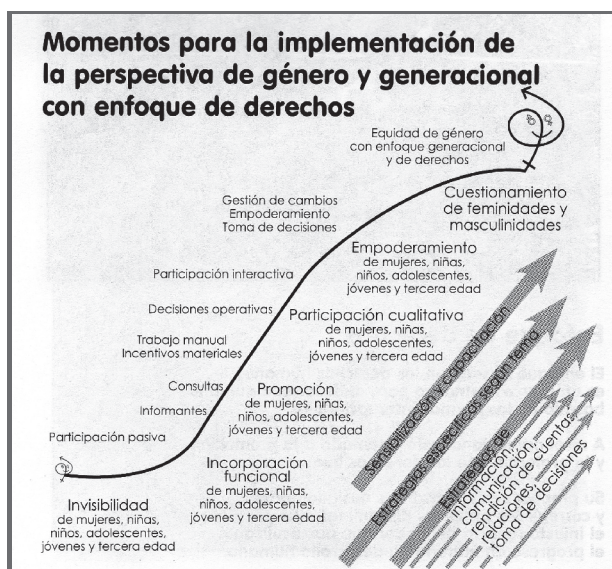 Momentos para la implementación de
la perspectiva de género y generacional
con enfoque de derechos
Equidad de género
con enfoque generacional
y de derechos
Cuestionamiento
de feminidades y
masculinidades
Gestión de cambios
Empoderamiento
Toma de decisiones
Empoderamiento
de mujeres, niñas,
niños, adolescentes,
jóvenes y tercera edad
Participación interactiva
Decisiones operativas
Participación cualitativa
de mujeres, niñas,
niños, adolescentes,
jóvenes y tercera edad
Trabajo manual
Incentivos materiales
Consultas
Informantes
Promoción
de mujeres, niñas,
niños, adolescentes,
jóvenes y tercera edad
Participación pasiva
Incorporación
funcional
de mujeres, niñas,
niños, adolescentes,
jóvenes y tercera edad
Invisibilidad
de mujeres, niñas,
niños, adolescentes,
jóvenes y tercera edad
Sensibilización y capacitación
Estrategias específicas según tema
Estrategias de
información,
comunicación,
rendición de cuentas,
relaciones,
toma de decisiones